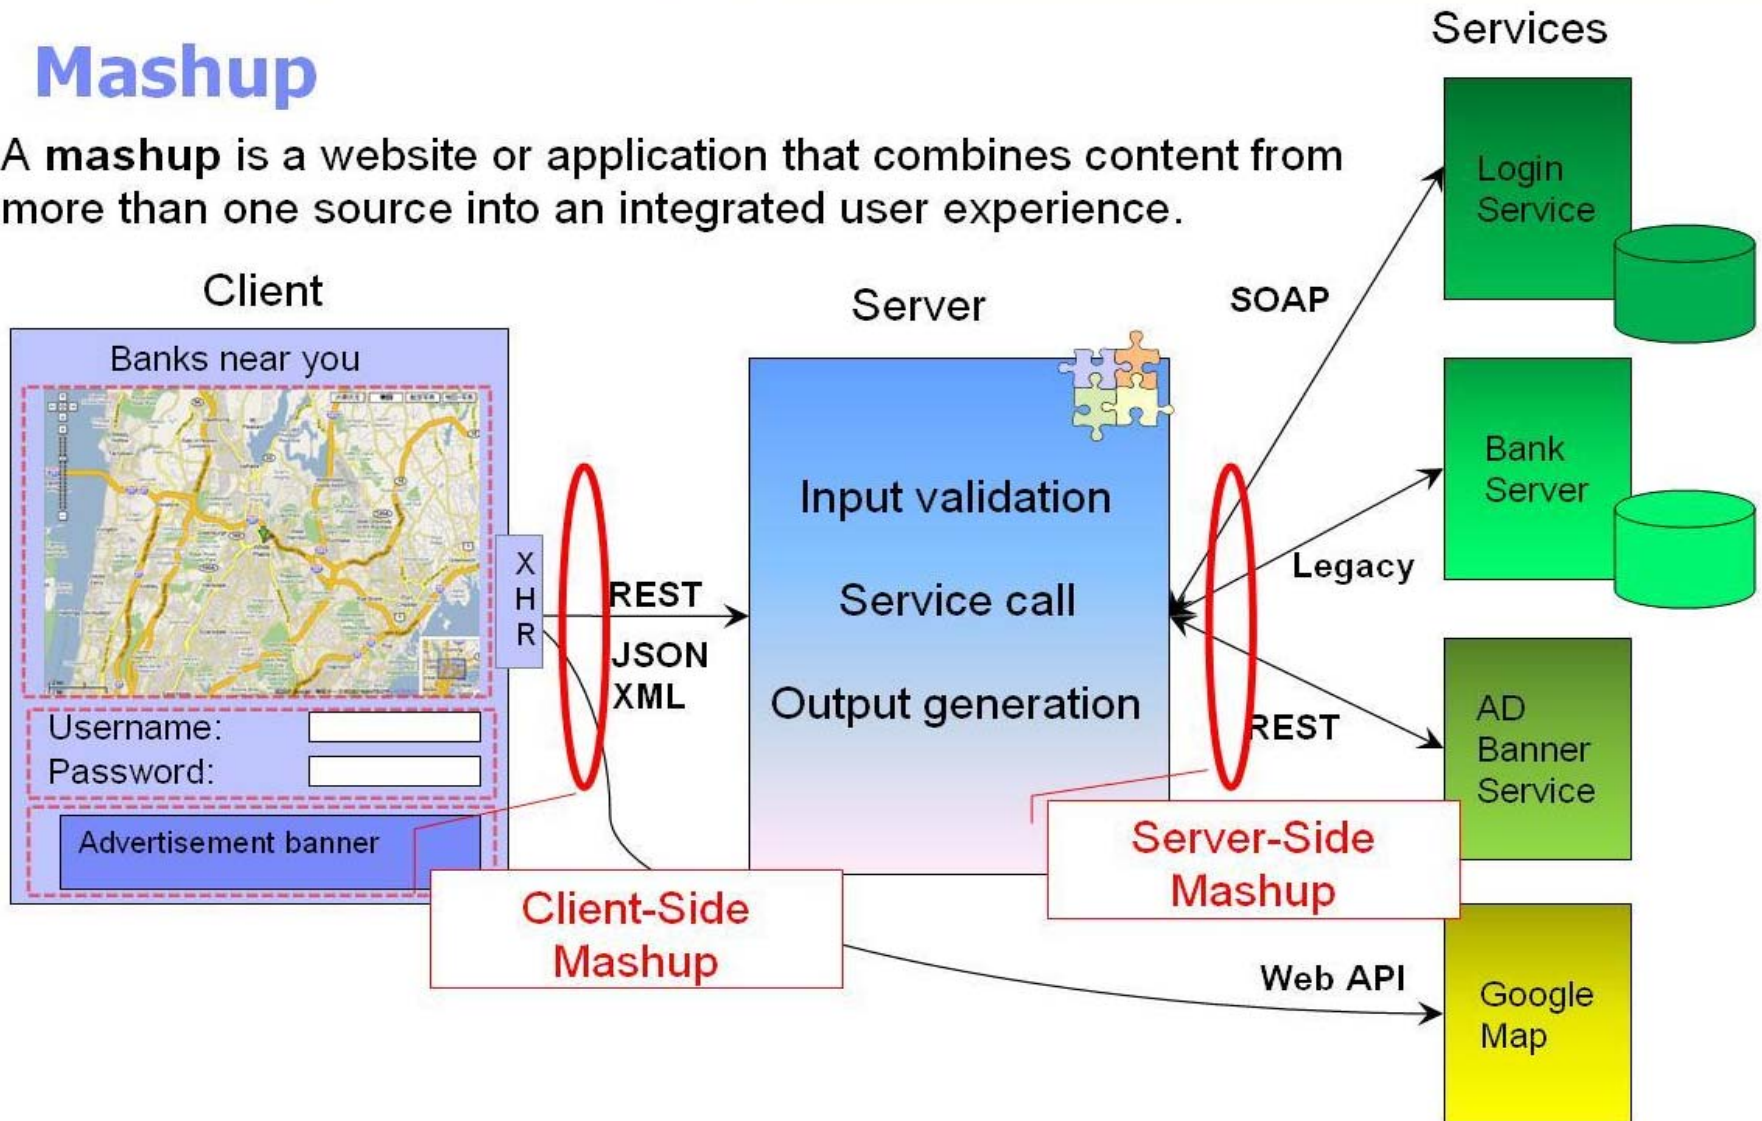 Mashup
A mashup is a website or application that combines content from
more than one source into an integrated user experience.
Services
Client
Server
Banks near you
Username:
Password:
Advertisement banner
X
H
R
REST
JSON
XML
Client-Side
Mashup
Input validation
Service call
Output generation
SOAP
Legacy
REST
Server-Side
Mashup
Web API
Login
Service
Bank
Server
AD
Banner
Service
Google
Map